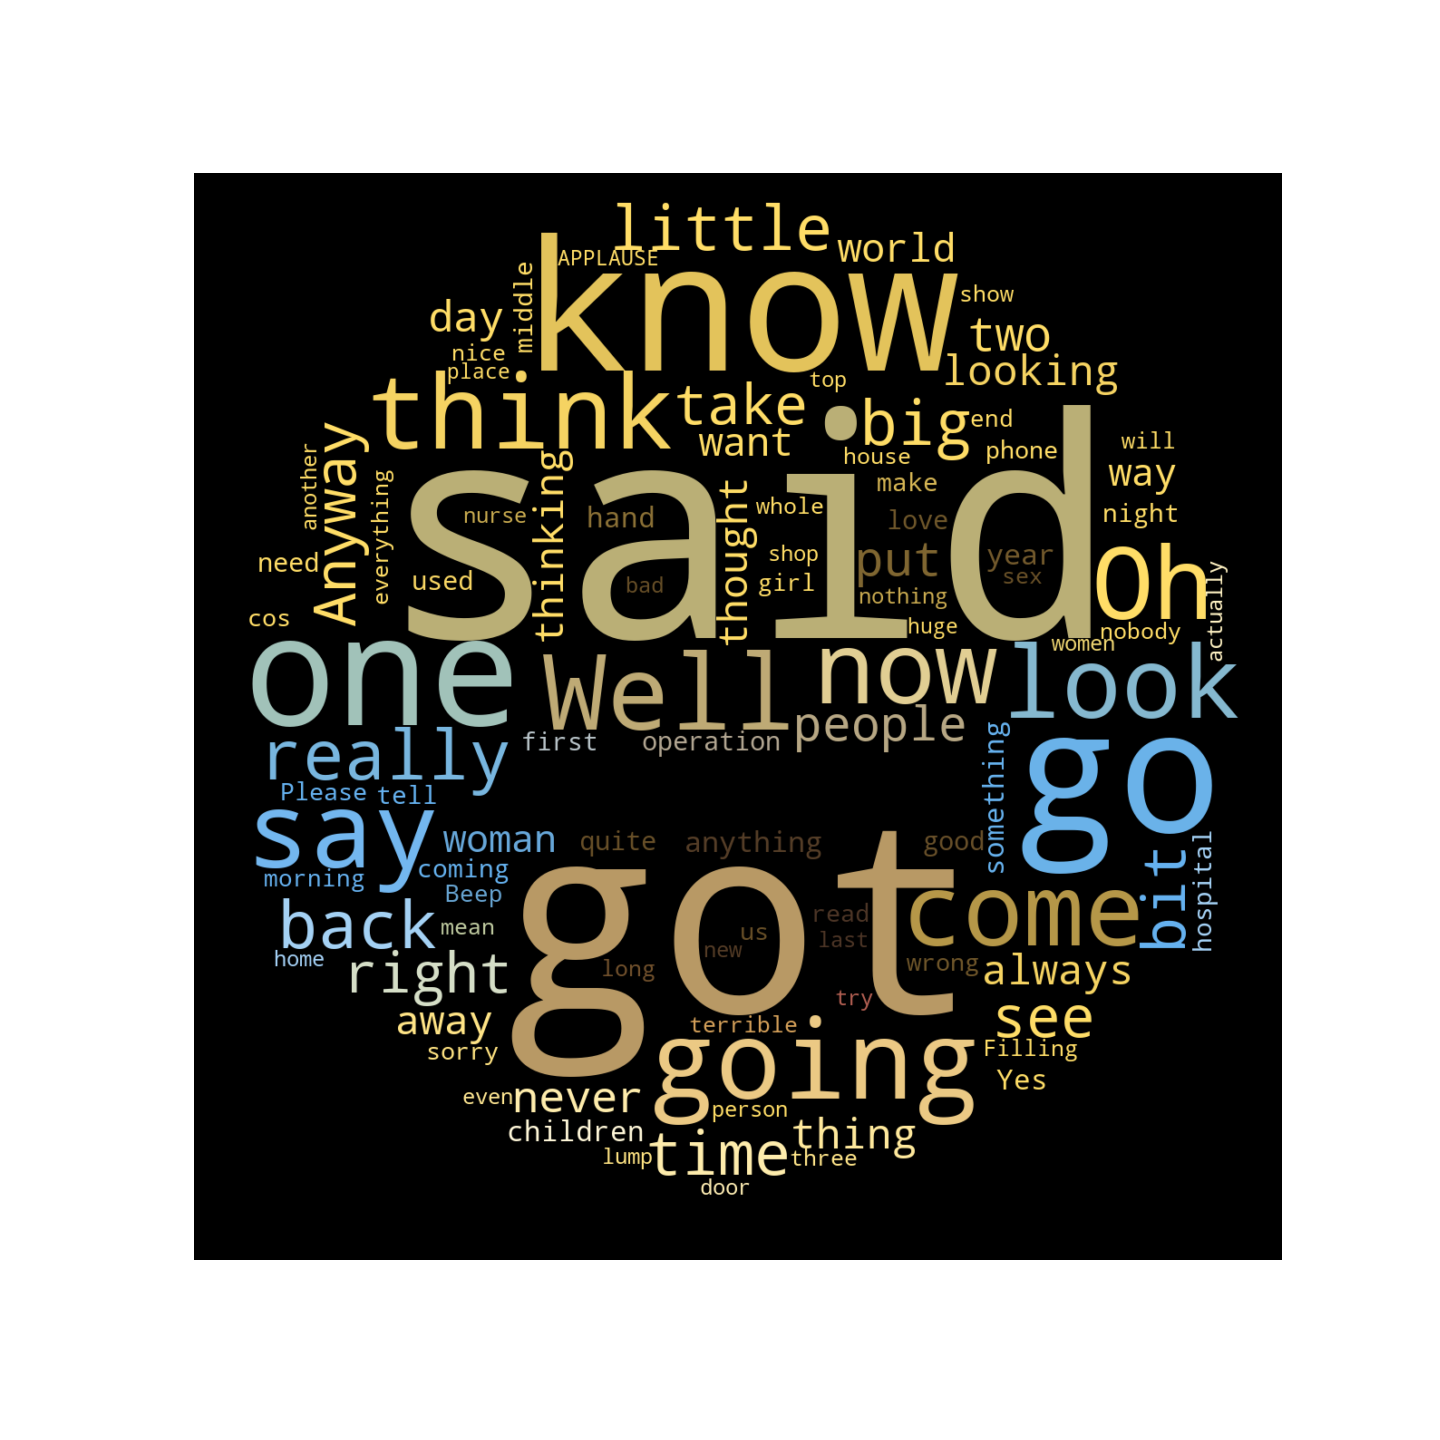 little
world
know
APPLAUSE
middle
show
day
two
nice
looking
place
think
take
top
big
end
want
phone
will
house
way
Anyway
another
said
thinking
everything
make
thought
whole
nurse
hand
love
night
put
year
shop
need
Oh
used
bad
girl
sex
nothing
actually
cos
huge
nobody
women
one
Well
now
look
people
really
first
operation
something
go
Please
tell
say
woman
quite
anything
good
hospital
coming
bit
morning
Beep
got
come
back
mean
us
read
last
new
home
right
long
wrong
always
try
away
terrible
see
sorry
going
Filling
Yes
even
never
person
children
thing
time
lump
three
door